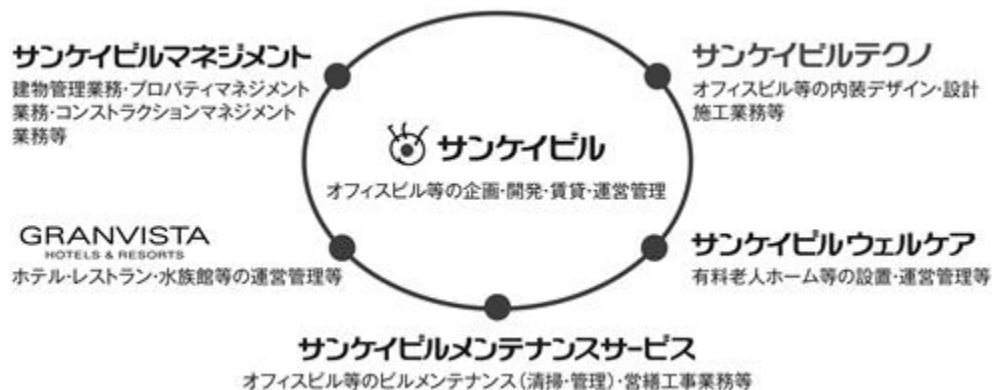 サンケイビルマネジメント
建物管理業務・プロパティマネジメント
業務・コンストラクションマネジメント
業務等
サンケイビルテクノ
オフィスビル等の内装デザイン・設計
施工業務等
サンケイビル
オフィスビル等の企画・開発・賃貸・運営管理
GRANVISTA
HOTELS & RESORTS
ホテル・レストラン・水族館等の運営管理等
サンケイビルウェルケア
有料老人ホーム等の設置・運営管理等
サンケイビルメンテナンスサービス
オフィスビル等のビルメンテナンス(清掃・管理)・営繕工事業務等